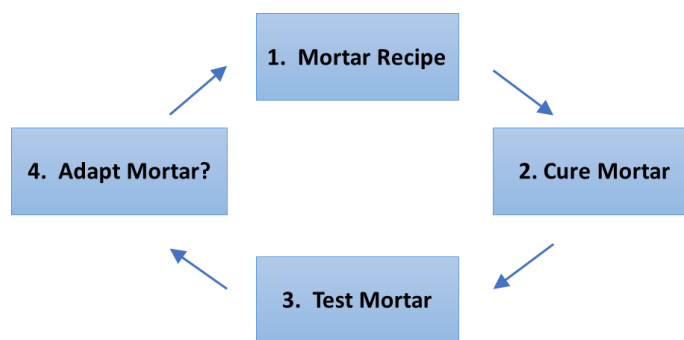 1. Mortar Recipe
2. Cure Mortar
3. Test Mortar
4. Adapt Mortar?